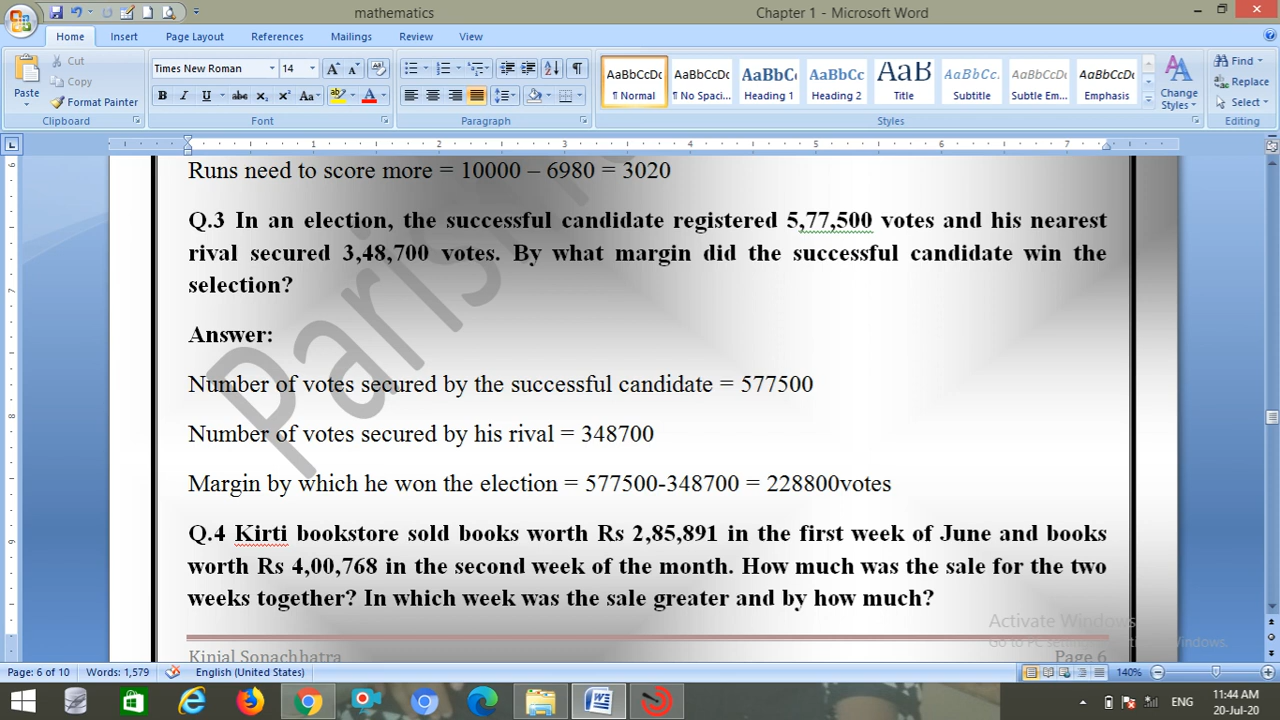 mathematics
Chapter 1 - Microsoft Word
Home Insert Page Layout References Mailings Review View
Paste
Cut
Copy
Format Painter
Clipboard
Times New Roman 14
Font
Paragraph
AaBbCcDc AaBbCcDc AaBbC AaBbCc AaB AaBbCc. AaBbCcDc AaBbCcDc
¶ Normal ¶ No Spaci... Heading 1 Heading 2 Title Subtitle Subtle Em... Emphasis
Change Styles
Styles
Find
Replace
Select
Editing
Runs need to score more = 10000 – 6980 = 3020
Q.3 In an election, the successful candidate registered 5,77,500 votes and his nearest
rival secured 3,48,700 votes. By what margin did the successful candidate win the
selection?
Answer:
Number of votes secured by the successful candidate = 577500
Number of votes secured by his rival = 348700
Margin by which he won the election = 577500-348700 = 228800votes
Q.4 Kirti bookstore sold books worth Rs 2,85,891 in the first week of June and books
worth Rs 4,00,768 in the second week of the month. How much was the sale for the two
weeks together? In which week was the sale greater and by how much?
Activate Windows
Kinjal Sonachhatra
Page 6
Page: 6 of 10 Words: 1,579 English (United States) 140%
ENG
11:44 AM
20-Jul-20